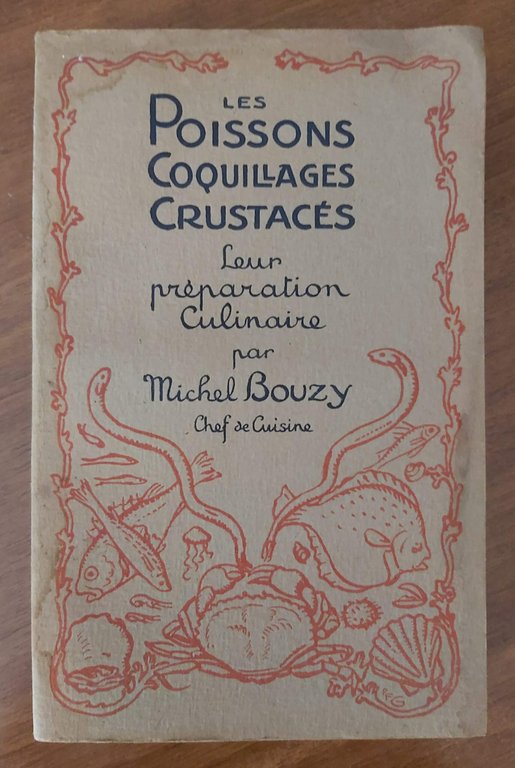 LES
POISSONS
COQUILLAGES
CRUSTACÉS
Leur
préparation
Culinaire
par
Michel BOUZY
Chef de Cuisine